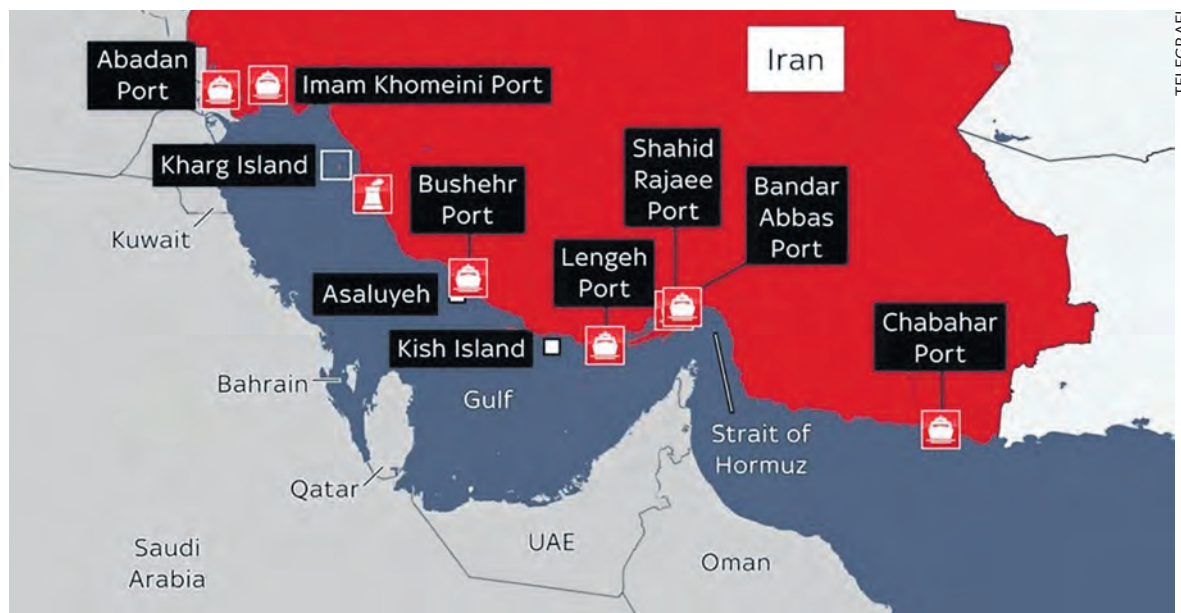 TELEGRAFI
Iran
Abadan
Port
Imam Khomeini Port
Kharg Island
Bushehr
Port
Shahid
Rajaee
Port
Bandar
Abbas
Port
Kuwait
Asaluyeh
Lengeh
Port
Kish Island
Chabahar
Port
Bahrain
Gulf
Strait of
Hormuz
Qatar
Saudi
Arabia
UAE
Oman